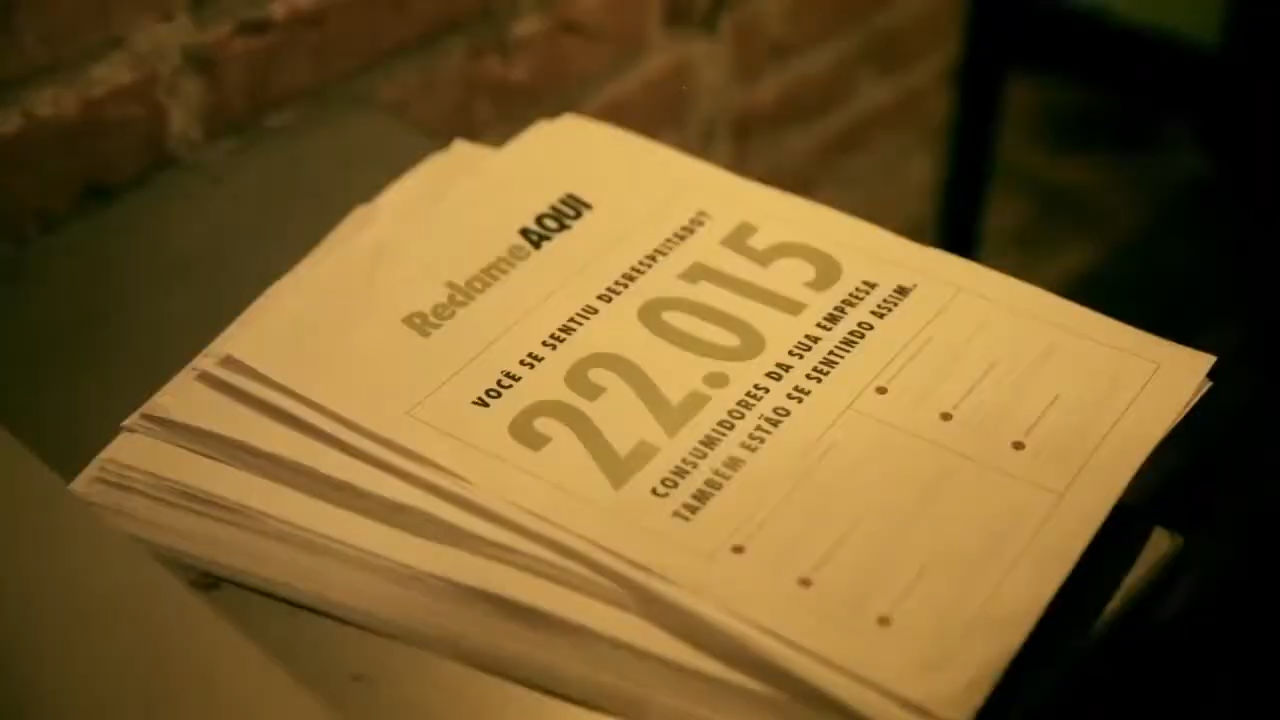 ReclameAQUI
VOCÊ SE SENTIU DESRESPEITADO?
22.015
CONSUMIDORES DA SUA EMPRESA
TAMBÉM ESTÃO SE SENTINDO ASSIM.